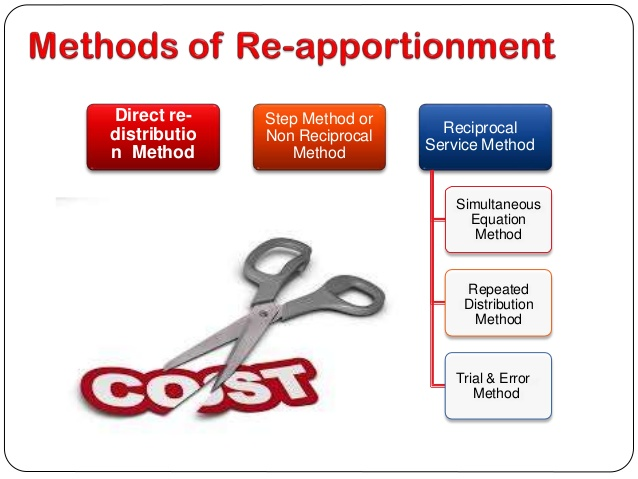 Methods of Re-apportionment
Direct re-
distributio
n Method
Step Method or
Non Reciprocal
Method
Reciprocal
Service Method
Simultaneous
Equation
Method
Repeated
Distribution
Method
Trial & Error
Method
COST